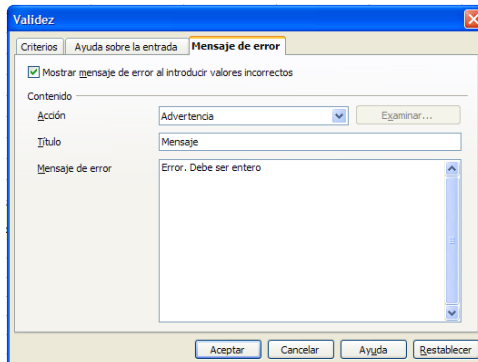 Validez
Criterios Ayuda sobre la entrada Mensaje de error
Mostrar mensaje de error al introducir valores incorrectos
Contenido
Acción Advertencia Examinar...
Título Mensaje
Mensaje de error Error. Debe ser entero
Aceptar Cancelar Ayuda Restablecer